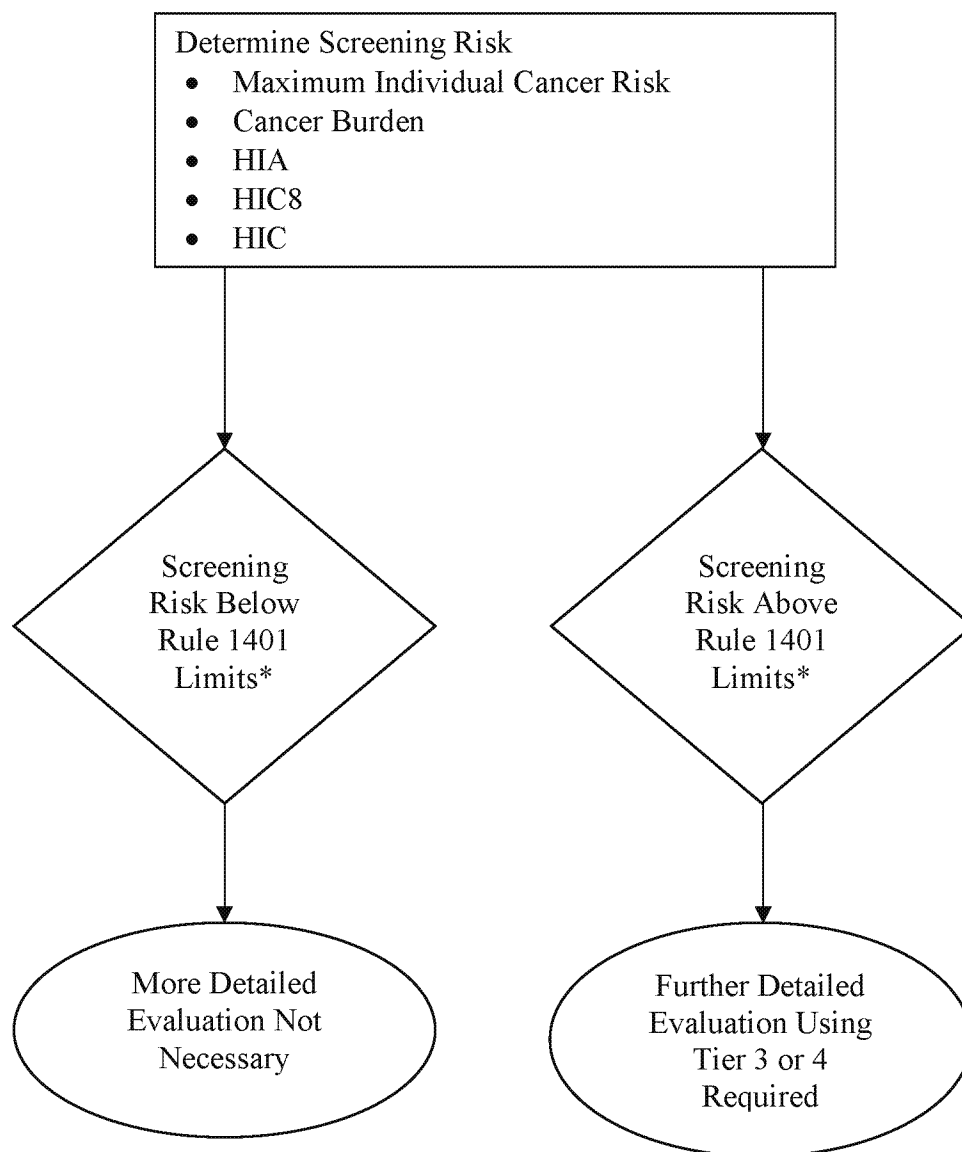 Determine Screening Risk
• Maximum Individual Cancer Risk
• Cancer Burden
• HIA
• HIC8
• HIC
Screening
Risk Below
Rule 1401
Limits*
Screening
Risk Above
Rule 1401
Limits*
More Detailed
Evaluation Not
Necessary
Further Detailed
Evaluation Using
Tier 3 or 4
Required